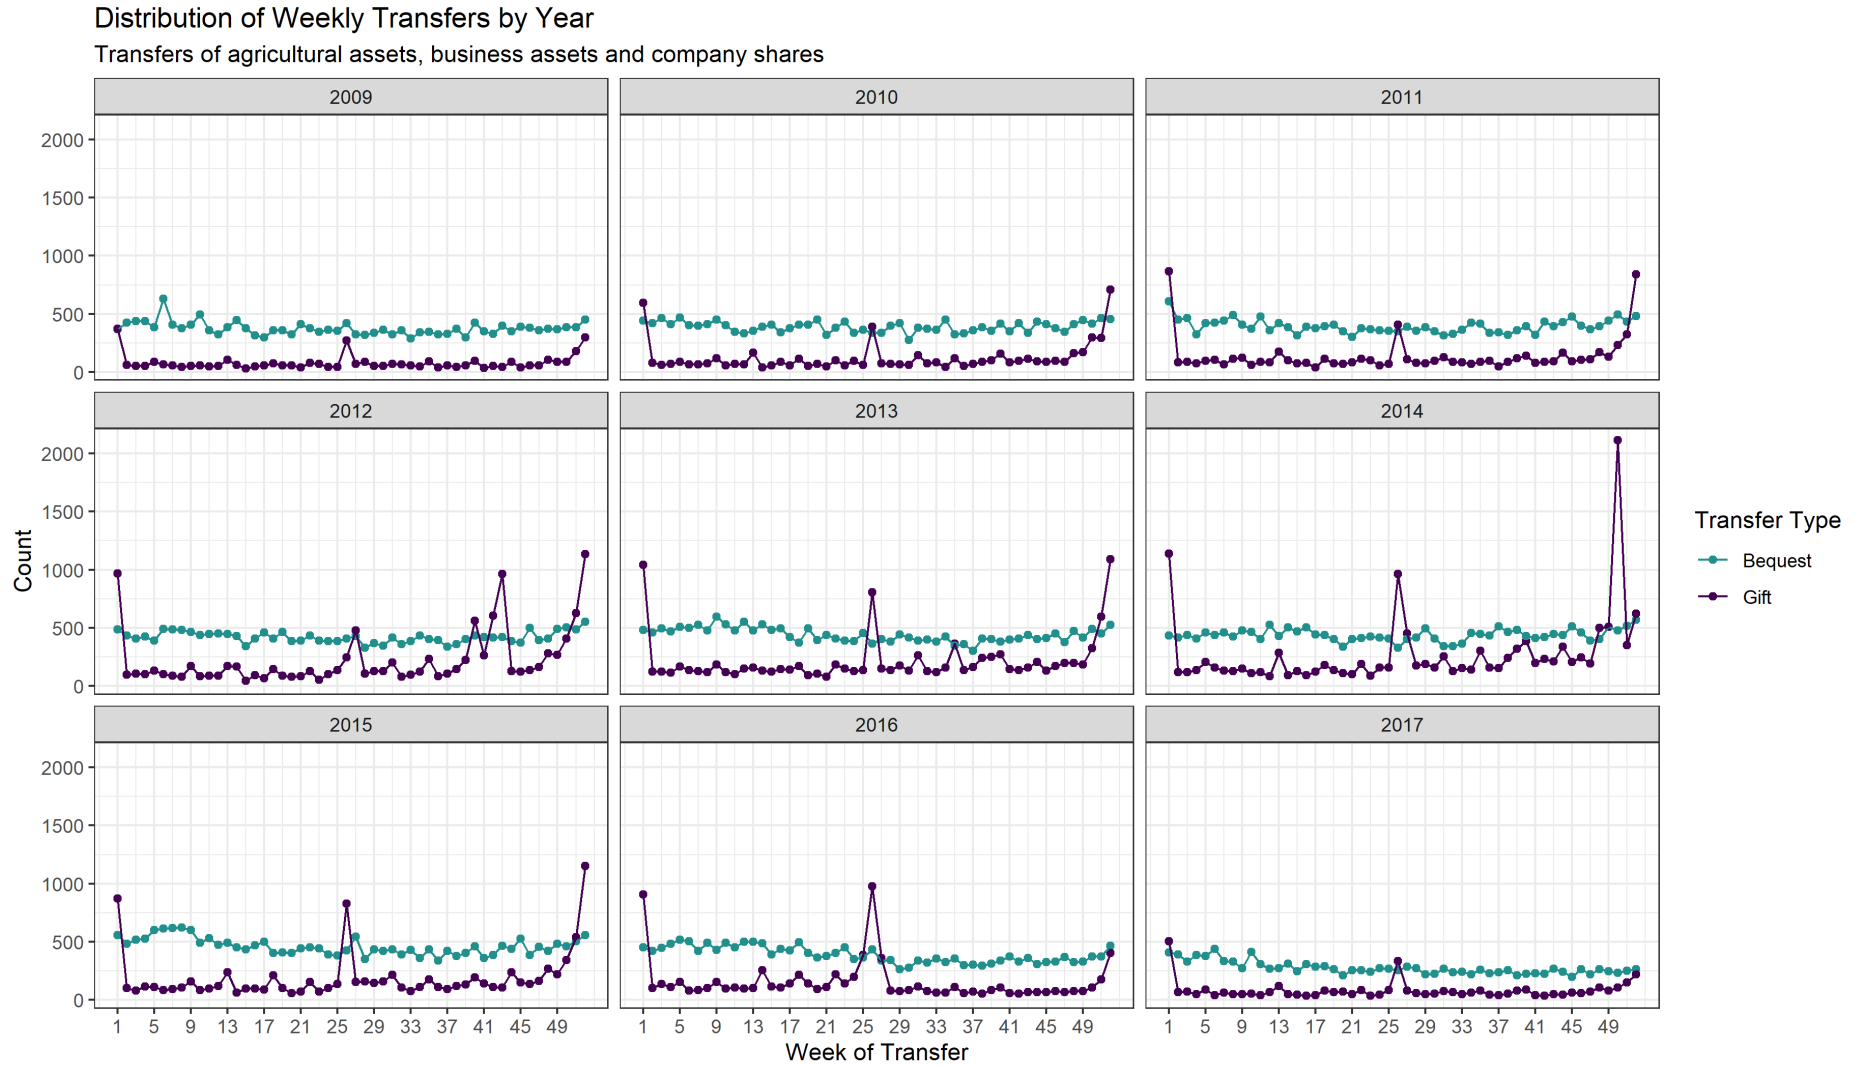 Distribution of Weekly Transfers by Year
Transfers of agricultural assets, business assets and company shares
2009 2010 2011
2000
1500
1000
500
0
2012 2013 2014
2000
1500
1000
500
0
2015 2016 2017
2000
1500
1000
500
0
1 5 9 13 17 21 25 29 33 37 41 45 49 1 5 9 13 17 21 25 29 33 37 41 45 49 1 5 9 13 17 21 25 29 33 37 41 45 49
Week of Transfer
Count
Transfer Type
Bequest
Gift